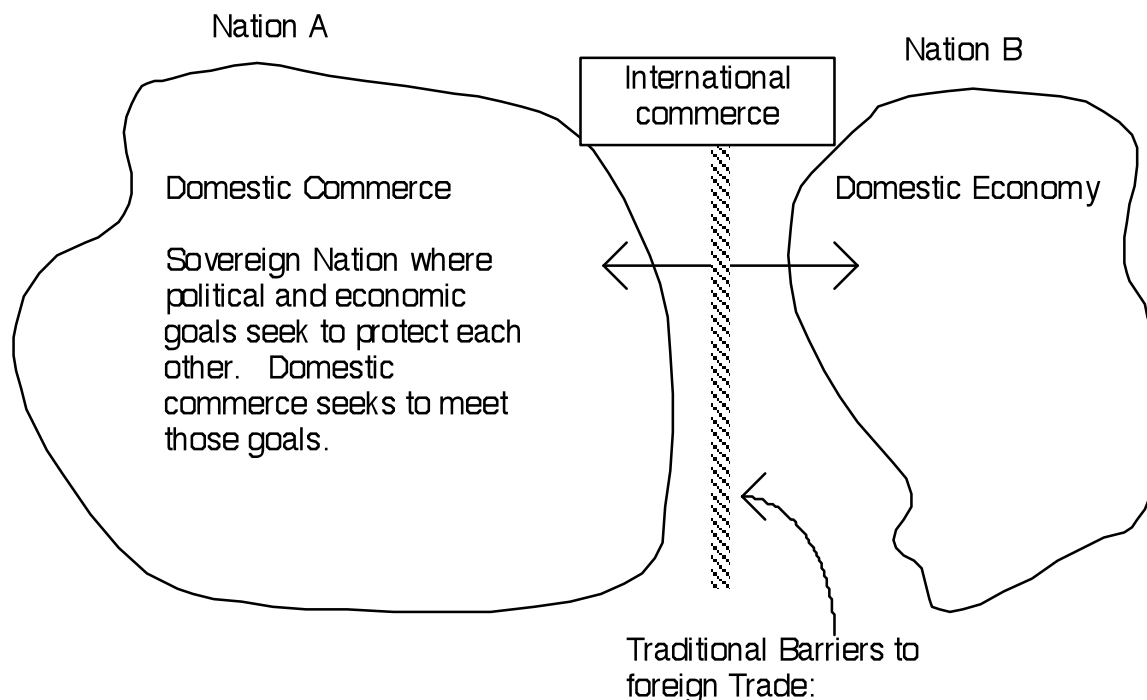 Nation A
Nation B
International
commerce
Domestic Commerce
Domestic Economy
Sovereign Nation where
political and economic
goals seek to protect each
other. Domestic
commerce seeks to meet
those goals.
Traditional Barriers to
foreign Trade: